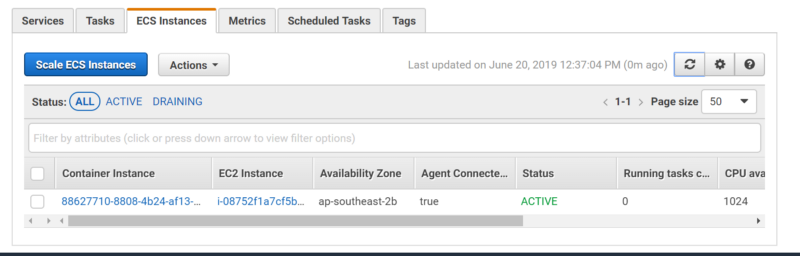 Services Tasks ECS Instances Metrics Scheduled Tasks Tags
Scale ECS Instances Actions Last updated on June 20, 2019 12:37:04 PM (0m ago)
Status: ALL ACTIVE DRAINING < 1-1 > Page size 50
Filter by attributes (click or press down arrow to view filter options)
Container Instance EC2 Instance Availability Zone Agent Connecte... Status Running tasks c... CPU ava
88627710-8808-4b24-af13-... i-08752f1a7cf5b... ap-southeast-2b true ACTIVE 0 1024